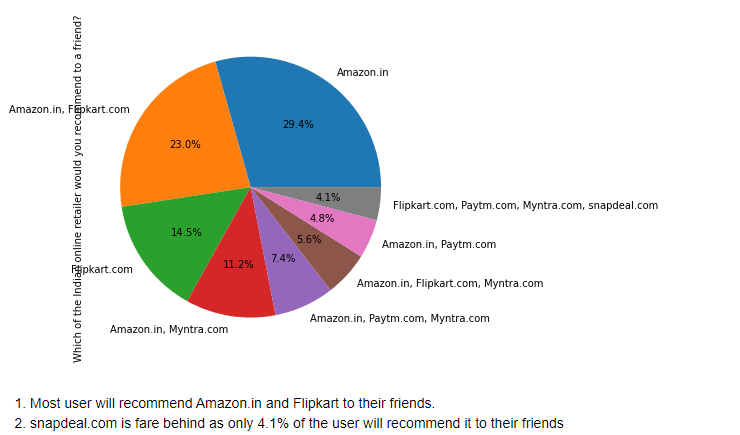 Which of the Indian online retailer would you recommend to a friend?
Amazon.in
29.4%
Amazon.in, Flipkart.com
23.0%
Flipkart.com
14.5%
Amazon.in, Myntra.com
11.2%
Amazon.in, Paytm.com, Myntra.com
7.4%
Amazon.in, Flipkart.com, Myntra.com
5.6%
Amazon.in, Paytm.com
4.8%
Flipkart.com, Paytm.com, Myntra.com, snapdeal.com
4.1%
1. Most user will recommend Amazon.in and Flipkart to their friends.
2. snapdeal.com is fare behind as only 4.1% of the user will recommend it to their friends